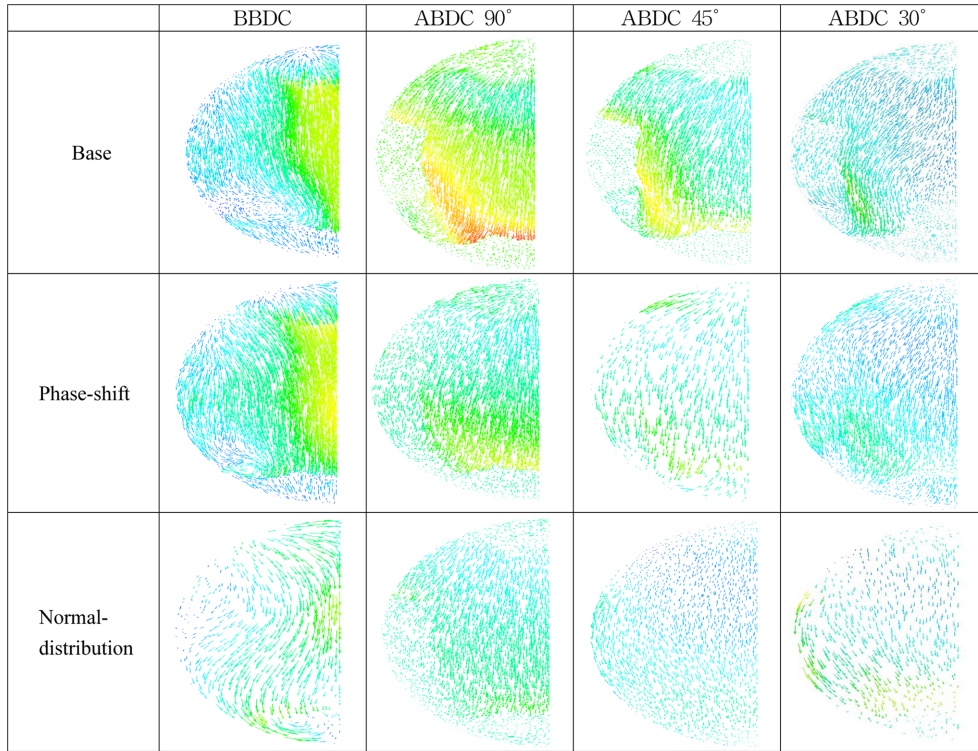 BBDC ABDC 90° ABDC 45° ABDC 30°
Base
Phase-shift
Normal-
distribution